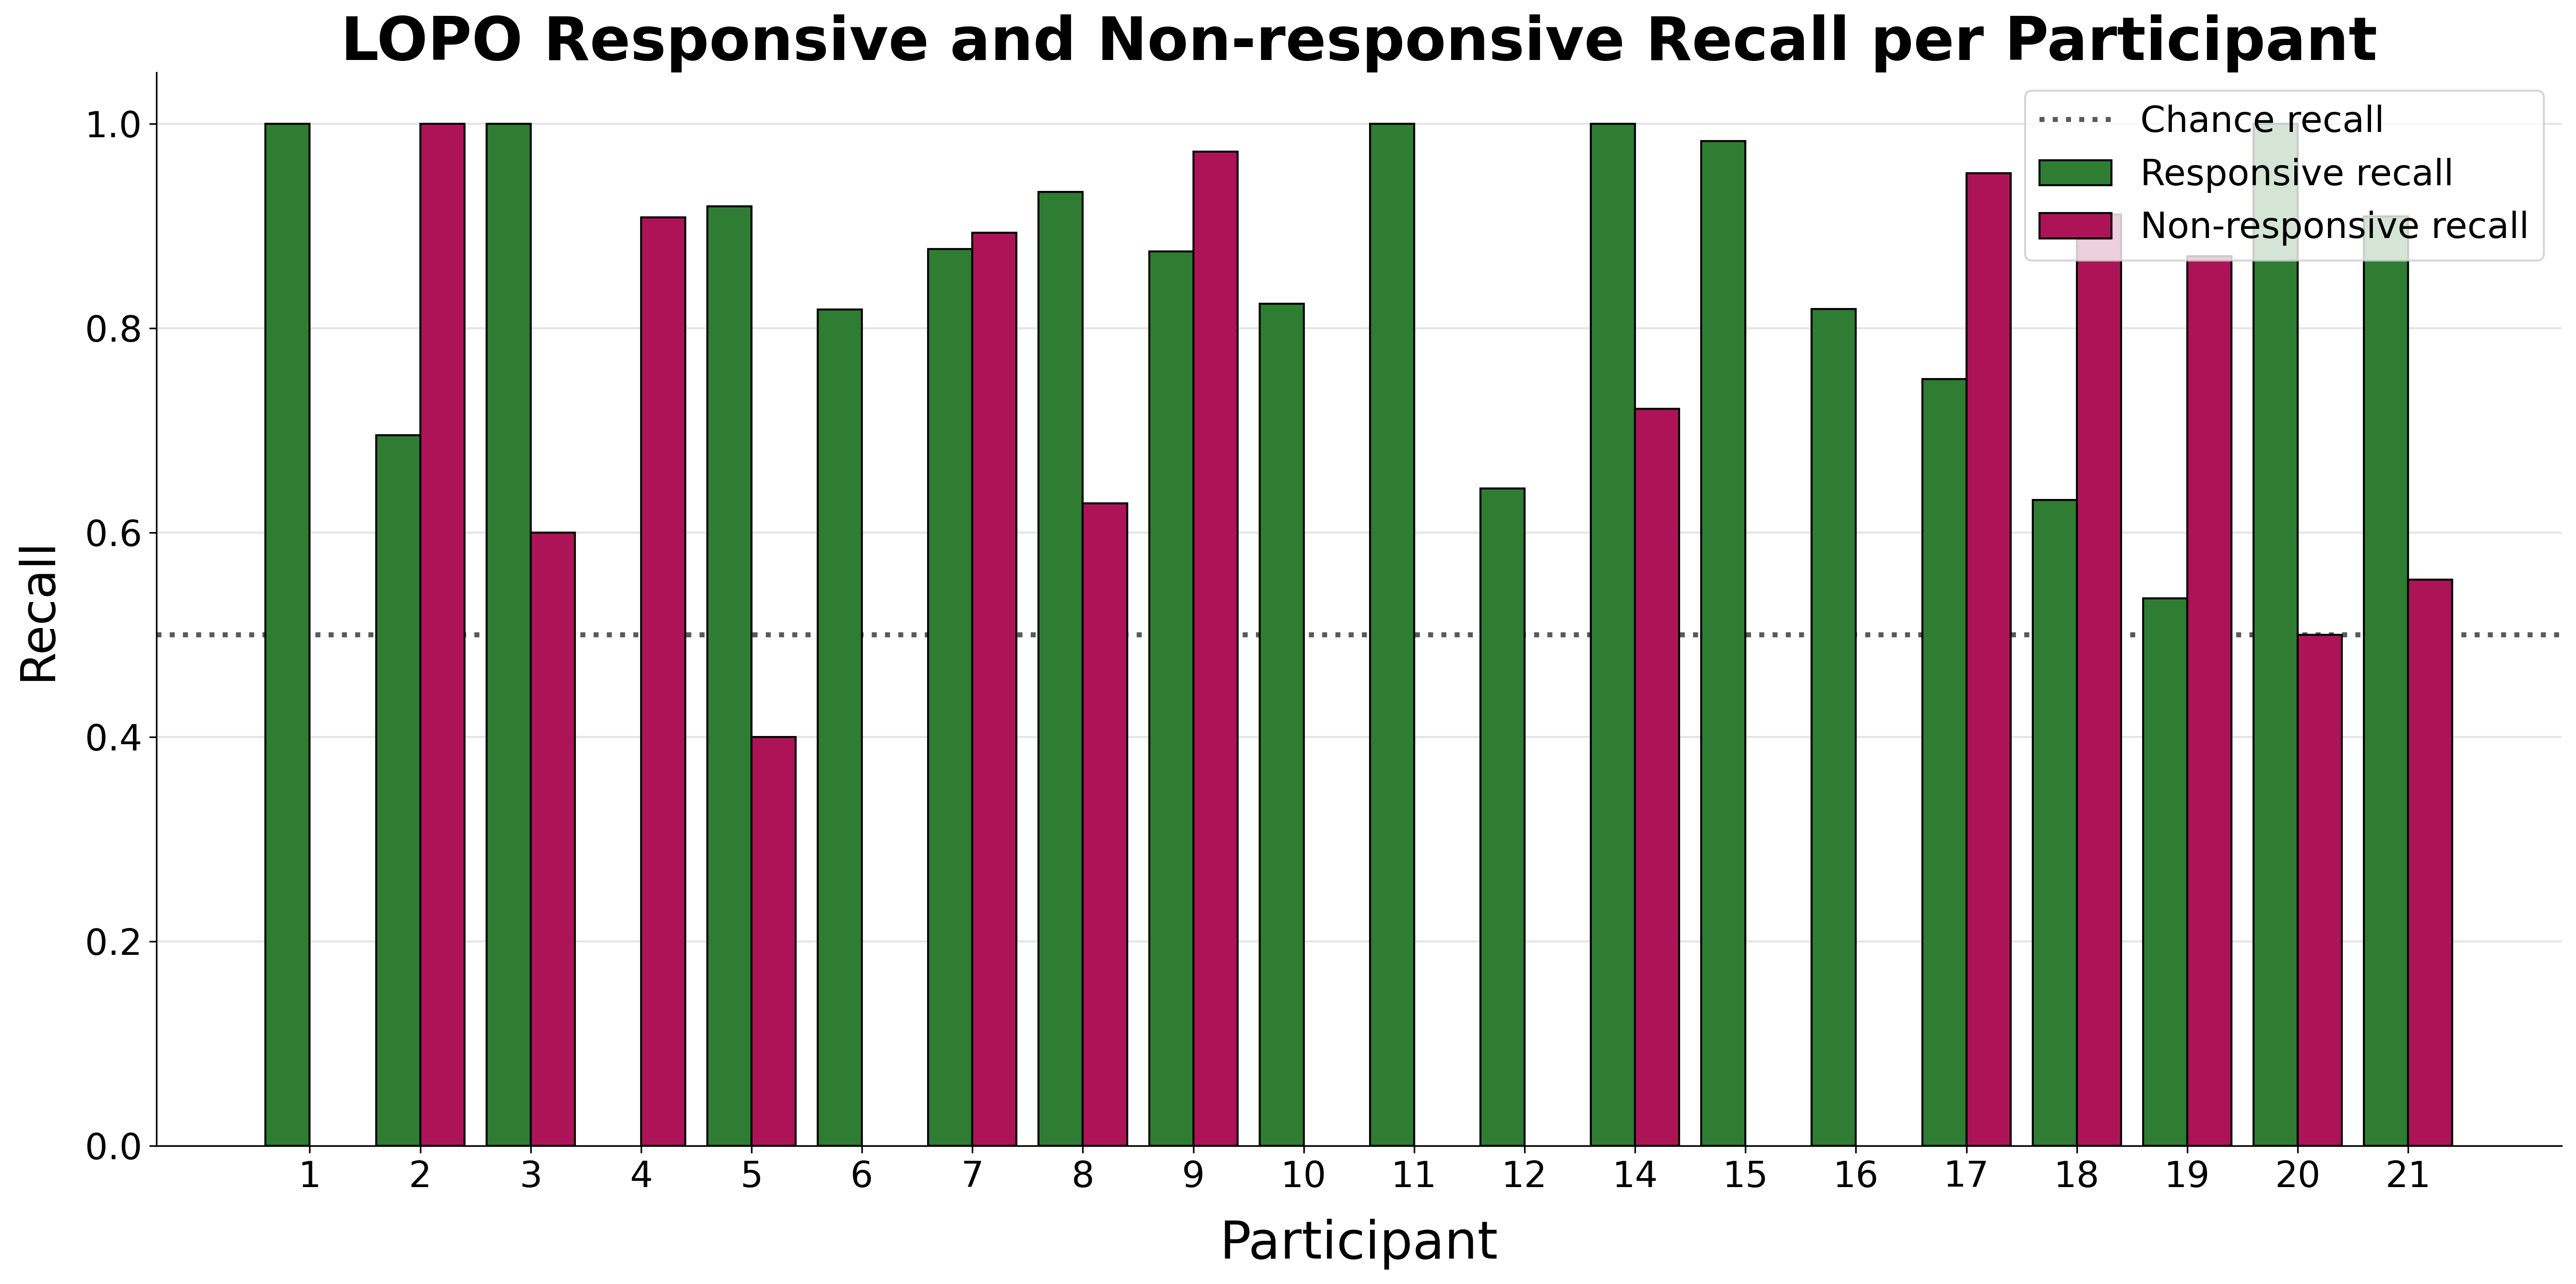 LOPO Responsive and Non-responsive Recall per Participant
Chance recall
Responsive recall
Non-responsive recall
1.0
0.8
0.6
0.4
0.2
0.0
Recall
1 2 3 4 5 6 7 8 9 10 11 12 14 15 16 17 18 19 20 21
Participant